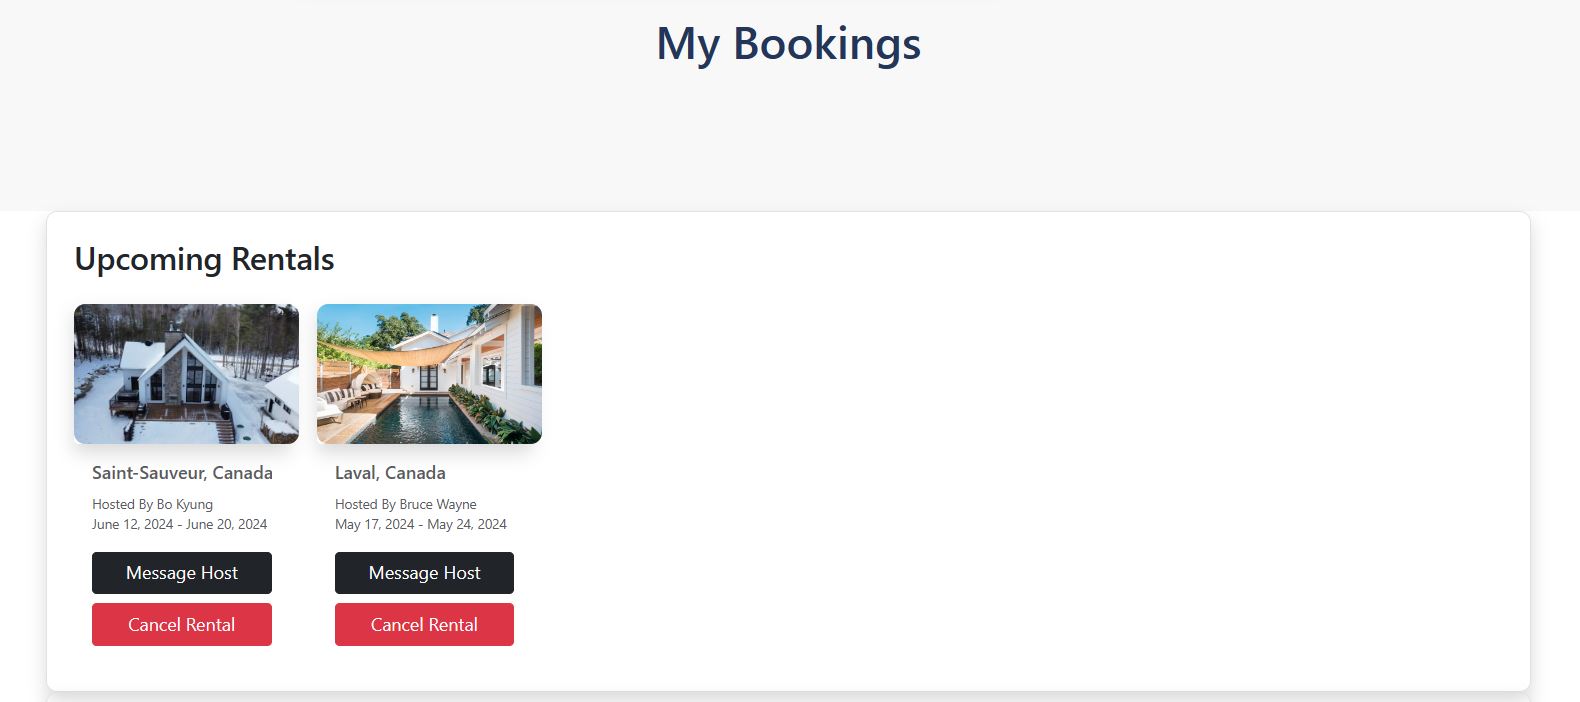 My Bookings
Upcoming Rentals
Saint-Sauveur, Canada
Hosted By Bo Kyung
June 12, 2024 - June 20, 2024
Message Host
Cancel Rental
Laval, Canada
Hosted By Bruce Wayne
May 17, 2024 - May 24, 2024
Message Host
Cancel Rental